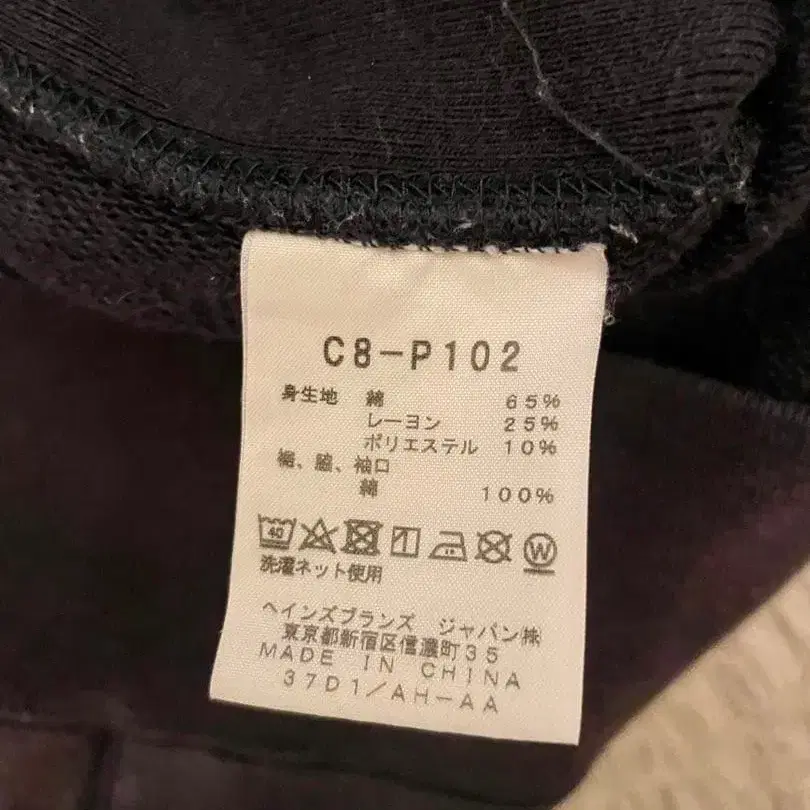 C8-P102
身生地 綿 65%
レーヨン 25%
ポリエステル 10%
裾、脇、袖口
綿 100%
40 W
洗濯ネット使用
ヘインズブランズ ジャパン㈱
東京都新宿区信濃町35
MADE IN CHINA
37D1/AH-AA